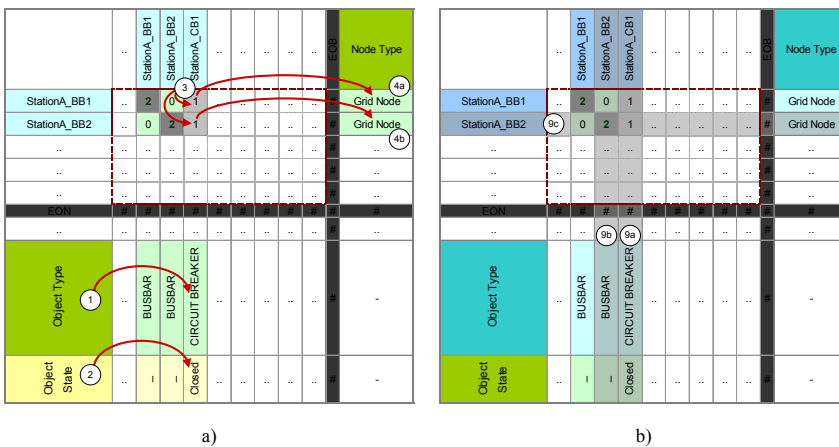 .. StationA_BB1 StationA_BB2 StationA_CB1 .. .. .. .. .. EOB Node Type
3 4a
StationA_BB1 .. 2 0 1 .. .. .. .. .. # Grid Node
StationA_BB2 .. 0 2 1 .. .. .. .. .. # Grid Node
4b
.. .. .. .. .. .. .. .. .. .. # ..
.. .. .. .. .. .. .. .. .. .. # ..
.. .. .. .. .. .. .. .. .. .. # ..
EON # # # # # # # # # # #
.. .. .. .. .. .. .. .. .. .. # ..
Object Type 1 .. BUSBAR BUSBAR CIRCUIT BREAKER .. .. .. .. .. # -
Object State 2 .. – – Closed .. .. .. .. .. # -
a)
.. StationA_BB1 StationA_BB2 StationA_CB1 .. .. .. .. .. EOB Node Type
StationA_BB1 .. 2 0 1 .. .. .. .. .. # Grid Node
StationA_BB2 9c 0 2 1 .. .. .. .. .. # Grid Node
.. .. .. .. .. .. .. .. .. .. # ..
.. .. .. .. .. .. .. .. .. .. # ..
.. .. .. .. .. .. .. .. .. .. # ..
EON # # # # # # # # # # #
.. .. .. .. .. .. .. .. .. .. # ..
9b 9a
Object Type .. BUSBAR BUSBAR CIRCUIT BREAKER .. .. .. .. .. # -
Object State .. – – Closed .. .. .. .. .. # -
b)